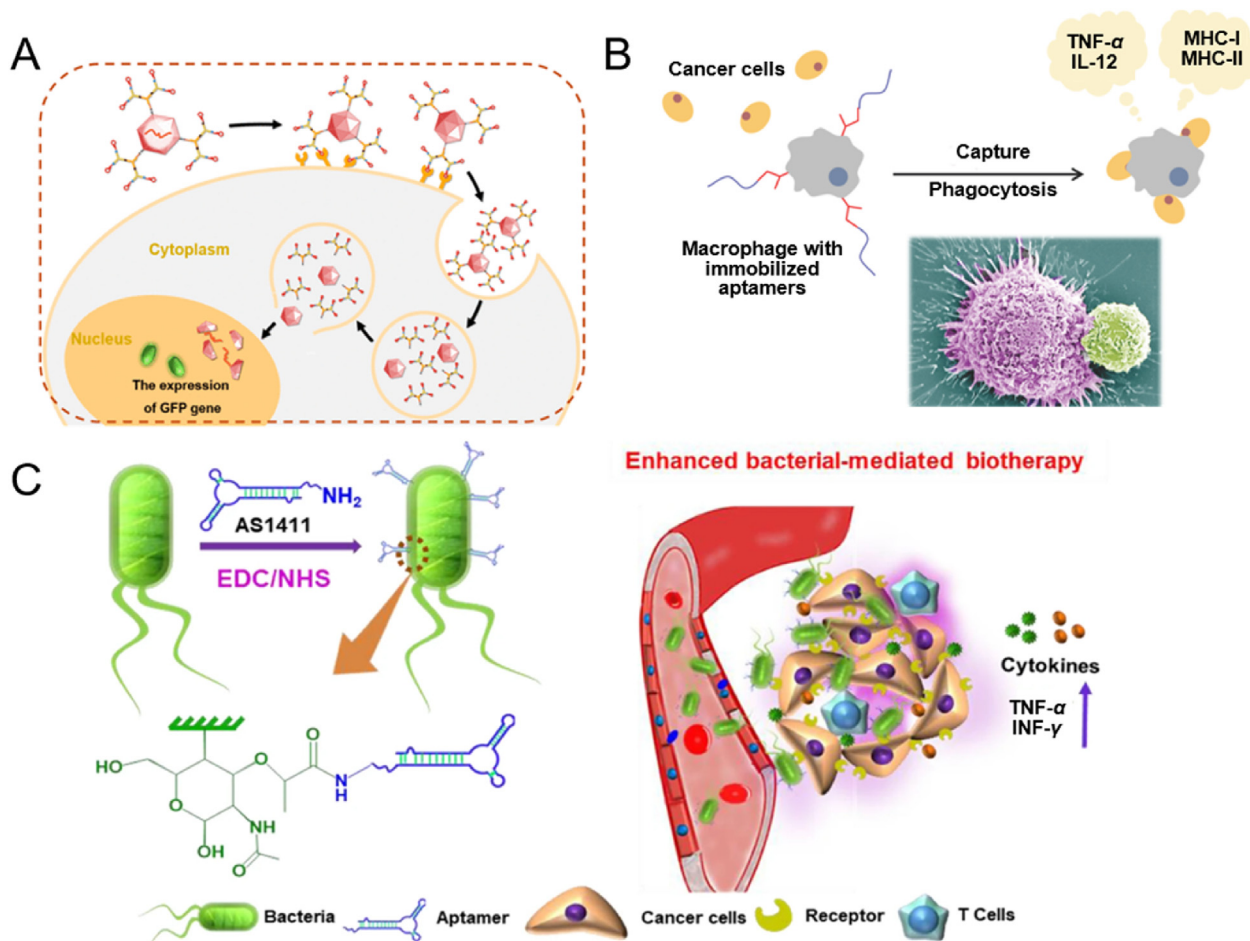 A
Cytoplasm
Nucleus
The expression
of GFP gene
B
Cancer cells
TNF-α
IL-12
MHC-I
MHC-II
Capture
Phagocytosis
Macrophage with
immobilized
aptamers
C
NH₂
AS1411
EDC/NHS
Enhanced bacterial-mediated biotherapy
Cytokines
TNF-α
INF-γ
HO
O
O
O
N
H
OH
NH
O
Bacteria
Aptamer
Cancer cells
Receptor
T Cells